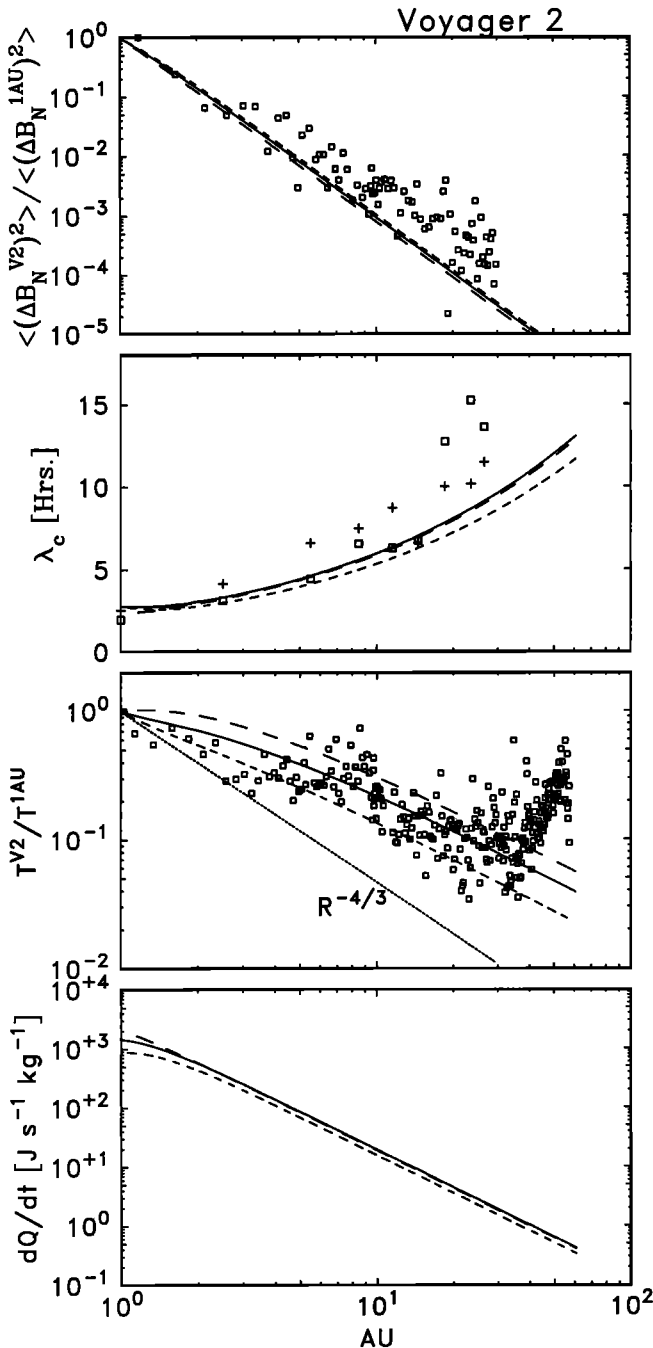 Voyager 2
<(ΔB_N^V2)^2>/<(ΔB_N^1AU)^2>
10^0
10^-1
10^-2
10^-3
10^-4
10^-5
λ_c [Hrs.]
15
10
5
0
T^V2/T^1AU
10^0
10^-1
10^-2
R^-4/3
dQ/dt [J s^-1 kg^-1]
10^+4
10^+3
10^+2
10^+1
10^0
10^-1
10^0 10^1 10^2
AU